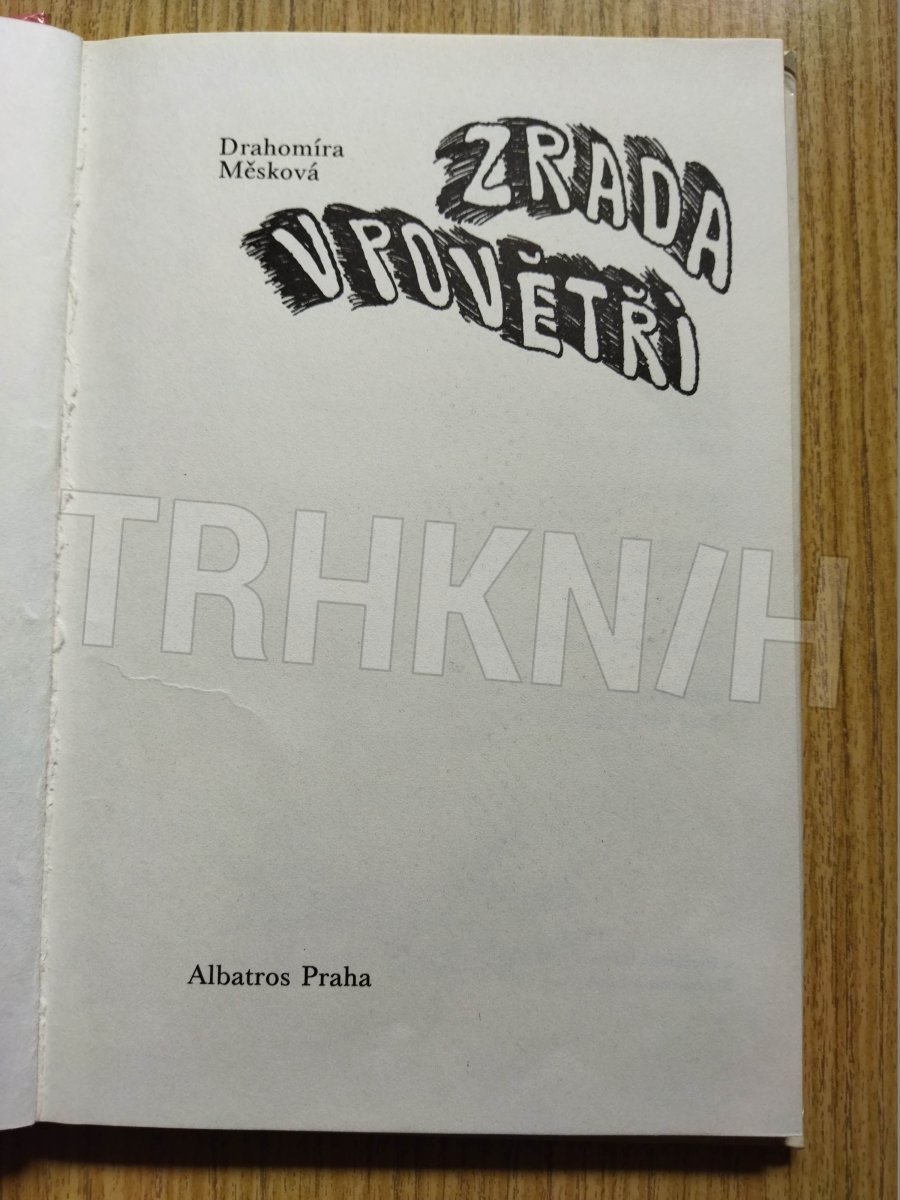 Drahomíra
Měsková
ZRADA
V POVĚTŘÍ
TRHKNIH
Albatros Praha